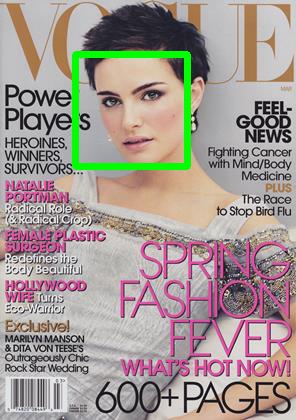 VOGUE
MAR
Power
Players
HEROINES,
WINNERS,
SURVIVORS...
NATALIE
PORTMAN
Radical Role
(& Radical Crop)
FEMALE PLASTIC
SURGEON
Redefines the
Body Beautiful
HOLLYWOOD
WIFE Turns
Eco-Warrior
Exclusive!
MARILYN MANSON
& DITA VON TEESE'S
Outrageously Chic
Rock Star Wedding
FEEL-
GOOD
NEWS
Fighting Cancer
with Mind/Body
Medicine
PLUS
The Race
to Stop Bird Flu
SPRING
FASHION
FEVER
WHAT'S HOT NOW!
600+PAGES